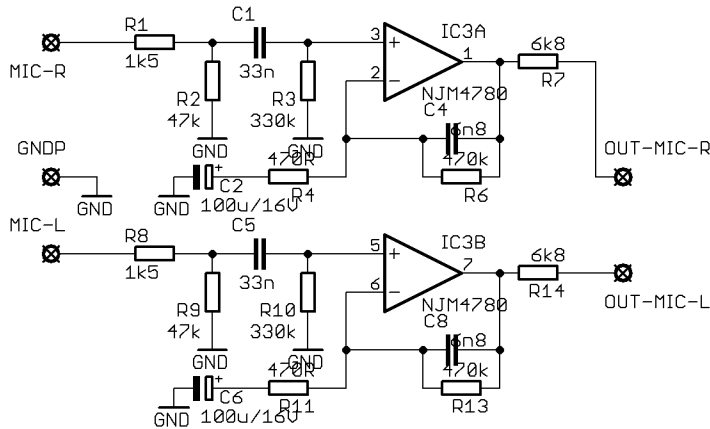 C1
R1
IC3A
MIC-R
1k5
33n
3
2
1
6k8
R7
R2
47k
R3
330k
NJM4780
C4
6n8
GND
GND
470k
R6
OUT-MIC-R
GNDP
GND
GND
C2
100u/16V
470R
R4
MIC-L
R8
1k5
C5
33n
5
6
IC3B
7
6k8
R14
OUT-MIC-L
R9
47k
R10
330k
NJM4780
C8
6n8
GND
GND
470k
R13
GND
C6
100u/16V
470R
R11